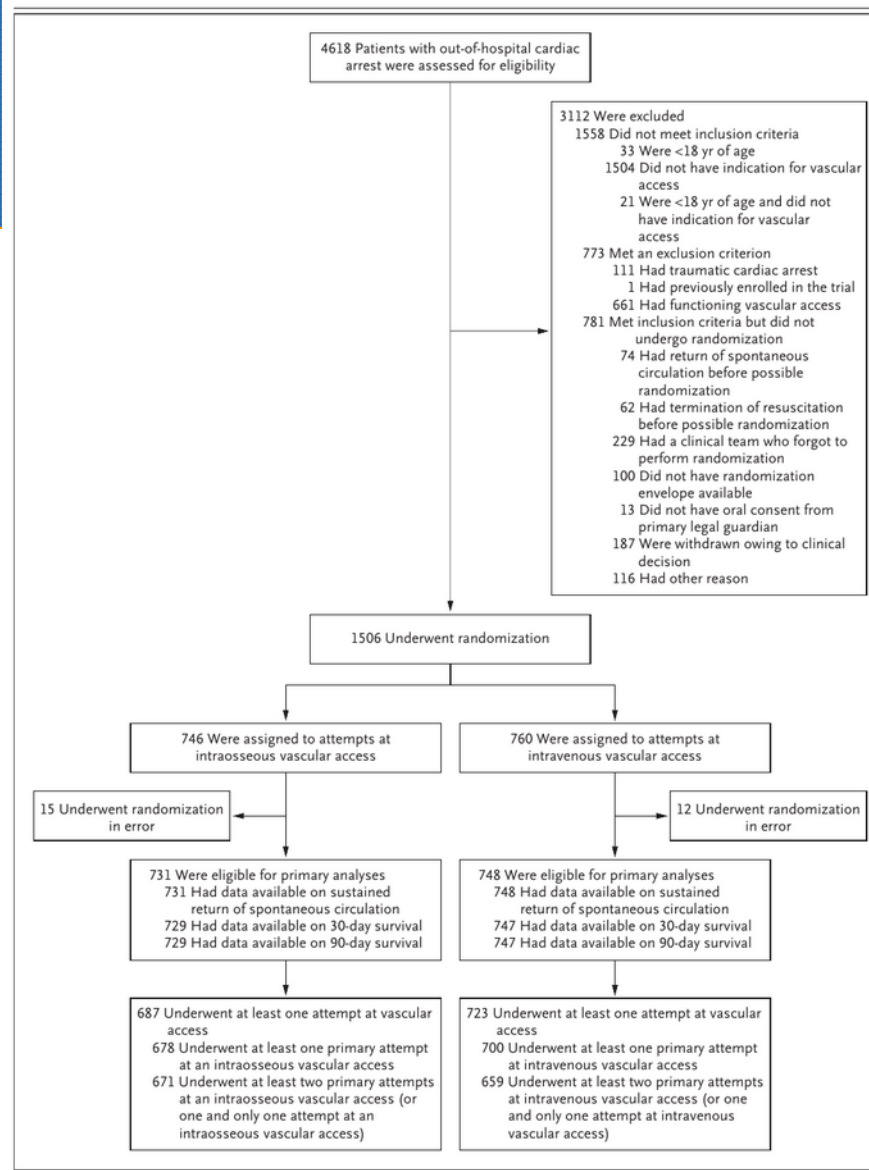 4618 Patients with out-of-hospital cardiac
arrest were assessed for eligibility
3112 Were excluded
1558 Did not meet inclusion criteria
33 Were <18 yr of age
1504 Did not have indication for vascular
access
21 Were <18 yr of age and did not
have indication for vascular
access
773 Met an exclusion criterion
111 Had traumatic cardiac arrest
1 Had previously enrolled in the trial
661 Had functioning vascular access
781 Met inclusion criteria but did not
undergo randomization
74 Had return of spontaneous
circulation before possible
randomization
62 Had termination of resuscitation
before possible randomization
229 Had a clinical team who forgot to
perform randomization
100 Did not have randomization
envelope available
13 Did not have oral consent from
primary legal guardian
187 Were withdrawn owing to clinical
decision
116 Had other reason
1506 Underwent randomization
746 Were assigned to attempts at
intraosseous vascular access
760 Were assigned to attempts at
intravenous vascular access
15 Underwent randomization
in error
12 Underwent randomization
in error
731 Were eligible for primary analyses
731 Had data available on sustained
return of spontaneous circulation
729 Had data available on 30-day survival
729 Had data available on 90-day survival
748 Were eligible for primary analyses
748 Had data available on sustained
return of spontaneous circulation
747 Had data available on 30-day survival
747 Had data available on 90-day survival
687 Underwent at least one attempt at vascular
access
678 Underwent at least one primary attempt
at an intraosseous vascular access
671 Underwent at least two primary attempts
at an intraosseous vascular access (or
one and only one attempt at an
intraosseous vascular access)
723 Underwent at least one attempt at vascular
access
700 Underwent at least one primary attempt
at intravenous vascular access
659 Underwent at least two primary attempts
at intravenous vascular access (or one
and only one attempt at intravenous
vascular access)